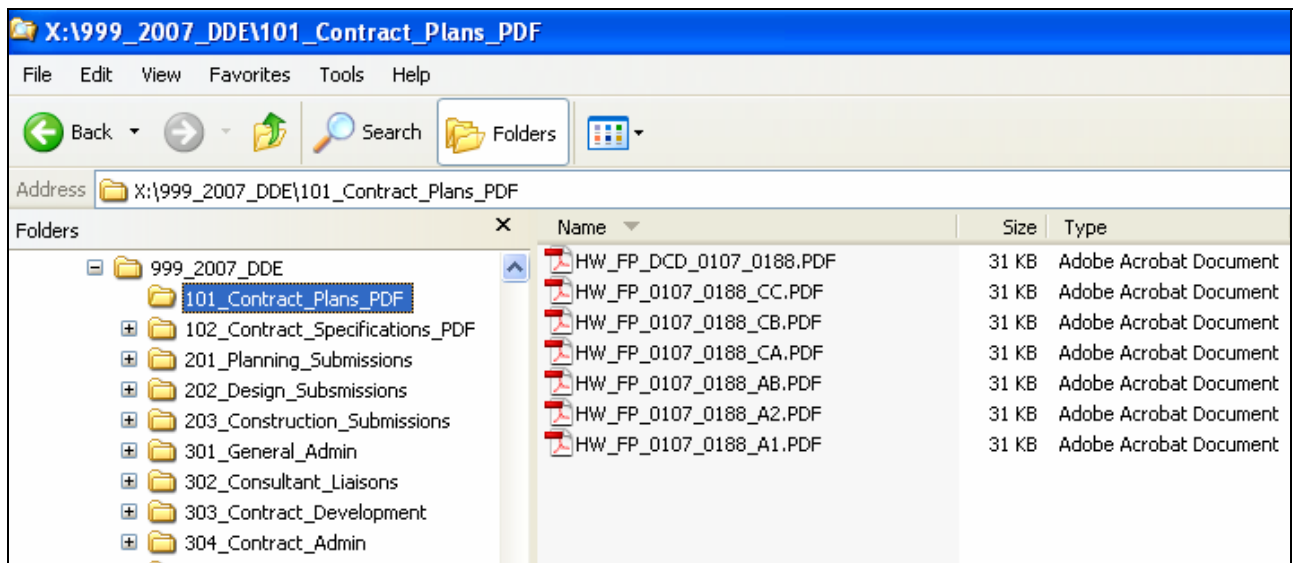 X:\999_2007_DDE\101_Contract_Plans_PDF
File Edit View Favorites Tools Help
Back Search Folders
Address X:\999_2007_DDE\101_Contract_Plans_PDF
Folders
999_2007_DDE
101_Contract_Plans_PDF
102_Contract_Specifications_PDF
201_Planning_Submissions
202_Design_Subsmissions
203_Construction_Submissions
301_General_Admin
302_Consultant_Liaisons
303_Contract_Development
304_Contract_Admin
Name Size Type
HW_FP_DCD_0107_0188.PDF 31 KB Adobe Acrobat Document
HW_FP_0107_0188_CC.PDF 31 KB Adobe Acrobat Document
HW_FP_0107_0188_CB.PDF 31 KB Adobe Acrobat Document
HW_FP_0107_0188_CA.PDF 31 KB Adobe Acrobat Document
HW_FP_0107_0188_AB.PDF 31 KB Adobe Acrobat Document
HW_FP_0107_0188_A2.PDF 31 KB Adobe Acrobat Document
HW_FP_0107_0188_A1.PDF 31 KB Adobe Acrobat Document